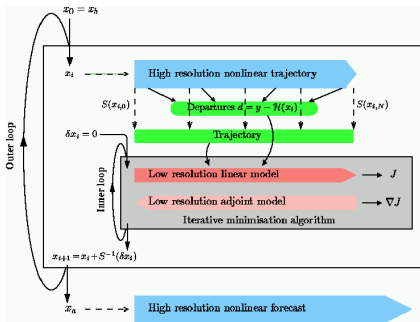 x₀ = x_b
x_i
High resolution nonlinear trajectory
Departures d_i = y − ℋ(x_i)
S(x_{i,0})
S(x_{i,N})
Trajectory
δx_i = 0
Outer loop
Inner loop
Low resolution linear model
J
Low resolution adjoint model
∇J
Iterative minimisation algorithm
x_{i+1} = x_i + S⁻¹(δx_i)
x_a
High resolution nonlinear forecast